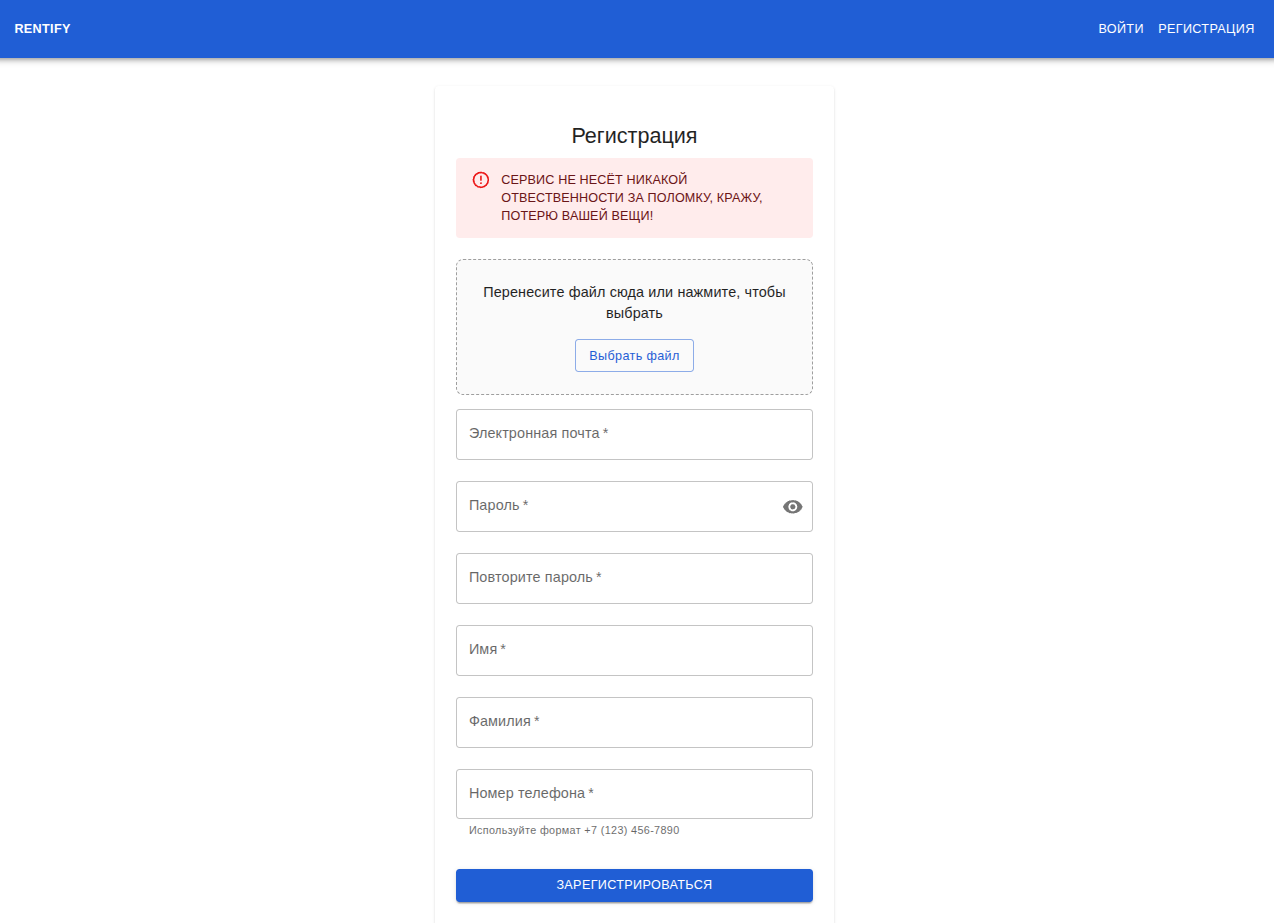 RENTIFY
ВОЙТИ РЕГИСТРАЦИЯ
Регистрация
СЕРВИС НЕ НЕСЁТ НИКАКОЙ
ОТВЕСТВЕННОСТИ ЗА ПОЛОМКУ, КРАЖУ,
ПОТЕРЮ ВАШЕЙ ВЕЩИ!
Перенесите файл сюда или нажмите, чтобы
выбрать
Выбрать файл
Электронная почта *
Пароль *
Повторите пароль *
Имя *
Фамилия *
Номер телефона *
Используйте формат +7 (123) 456-7890
ЗАРЕГИСТРИРОВАТЬСЯ